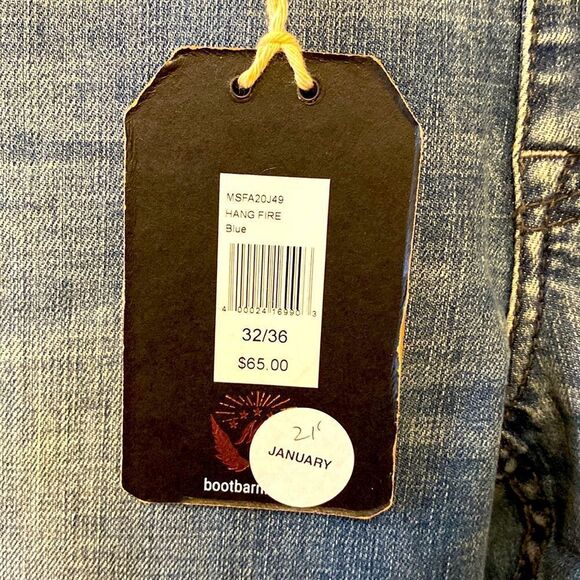 MSFA20J49
HANG FIRE
Blue
4 00024 16990 3
32/36
$65.00
21'
JANUARY
bootbarn